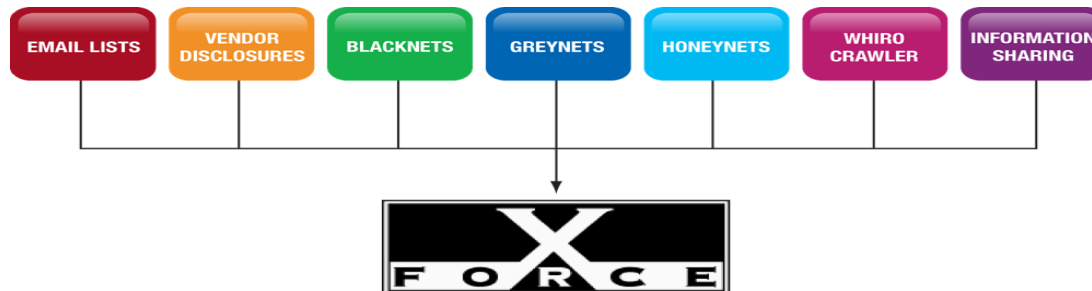 EMAIL LISTS
VENDOR
DISCLOSURES
BLACKNETS
GREYNETS
HONEYNETS
WHIRO
CRAWLER
INFORMATION
SHARING
X
FORCE